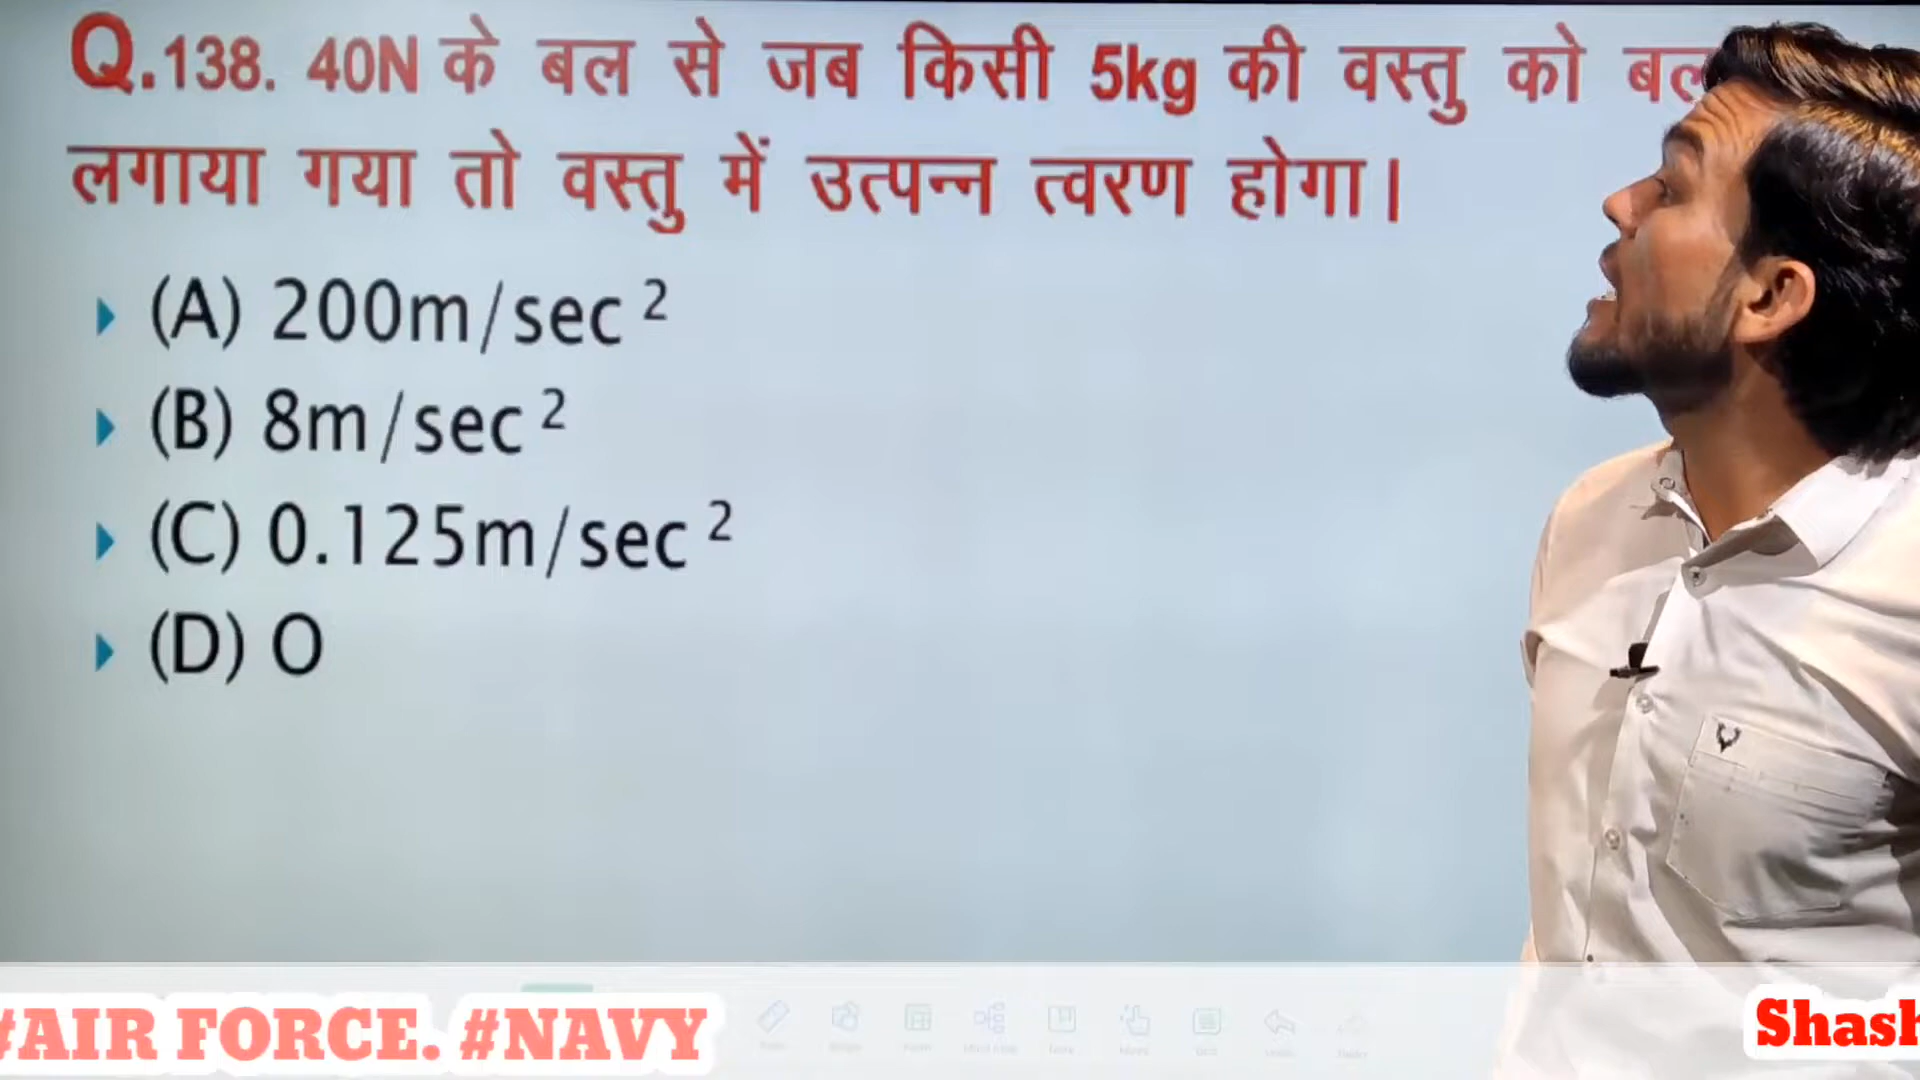 Q.138. 40N के बल से जब किसी 5kg की वस्तु को
लगाया गया तो वस्तु में उत्पन्न त्वरण होगा।
(A) 200m/sec²
(B) 8m/sec²
(C) 0.125m/sec²
(D) O
#AIR FORCE. #NAVY